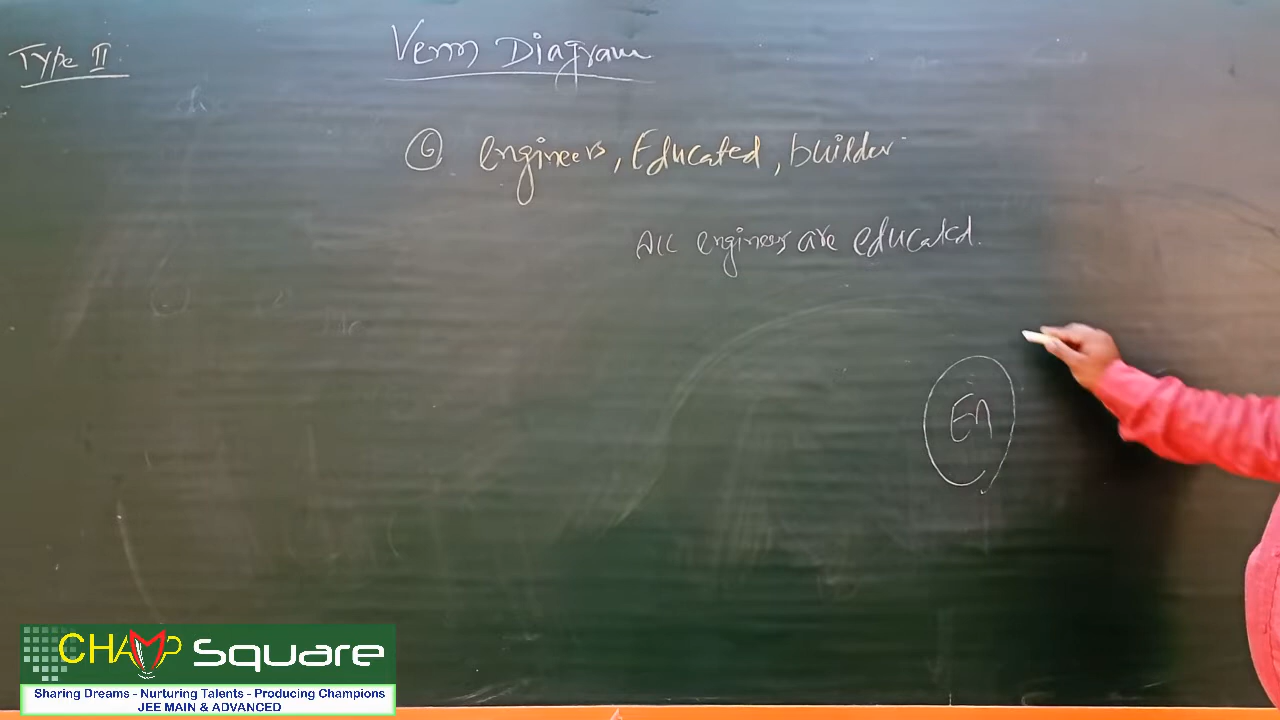 Type II
Venn Diagram
⑥ engineers, Educated, builder
All engineers are educated.
En
CHAMP Square
Sharing Dreams - Nurturing Talents - Producing Champions
JEE MAIN & ADVANCED